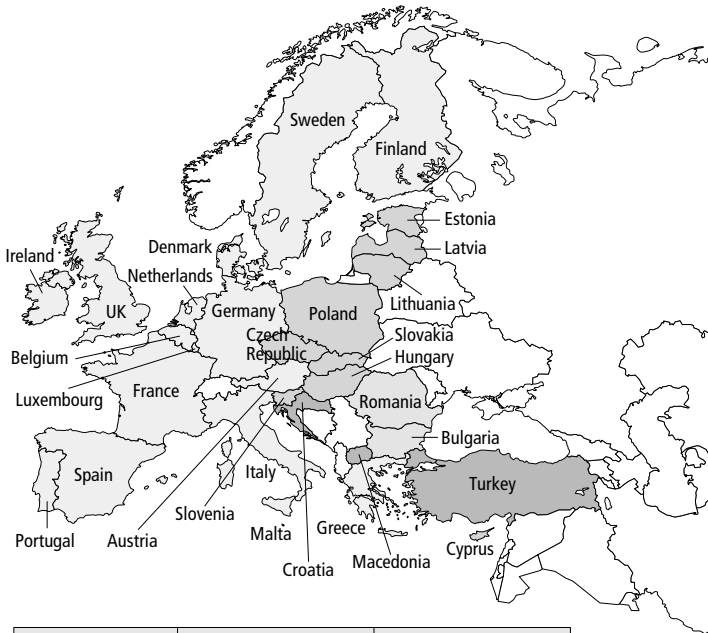 Sweden
Finland
Estonia
Latvia
Lithuania
Ireland
Denmark
Netherlands
UK
Germany
Poland
Belgium
Czech
Republic
Slovakia
Hungary
Luxembourg
France
Romania
Bulgaria
Spain
Italy
Turkey
Slovenia
Portugal
Austria
Malta
Greece
Croatia
Macedonia
Cyprus